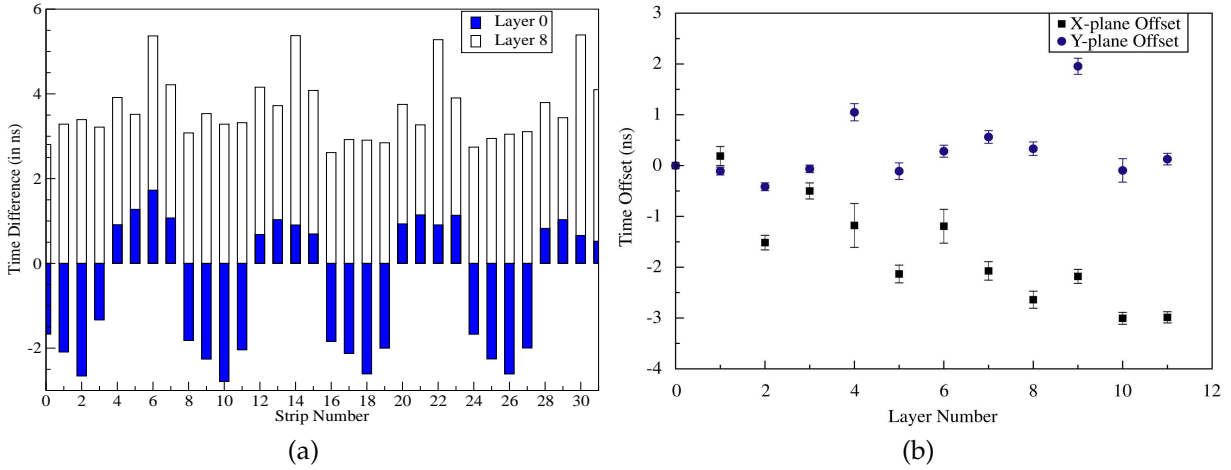 6
4
2
0
-2
Time Difference (in ns)
Layer 0
Layer 8
0 2 4 6 8 10 12 14 16 18 20 22 24 26 28 30
Strip Number
(a)
3
2
1
0
-1
-2
-3
-4
Time Offset (ns)
X-plane Offset
Y-plane Offset
0 2 4 6 8 10 12
Layer Number
(b)